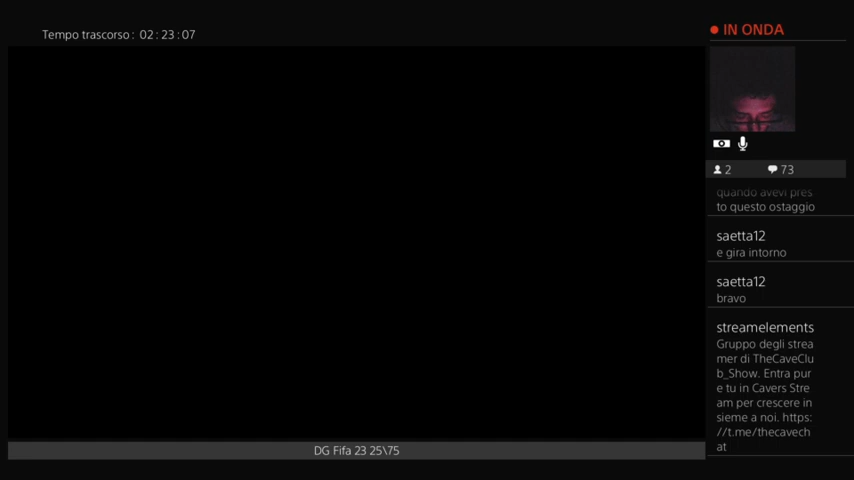 Tempo trascorso: 02:23:07
IN ONDA
2
73
quando avevi pres
to questo ostaggio
saetta12
e gira intorno
saetta12
bravo
streamelements
Gruppo degli strea
mer di TheCaveClu
b_Show. Entra pur
e tu in Cavers Stre
am per crescere in
sieme a noi. https:
//t.me/thecavech
at
DG Fifa 23 25\75